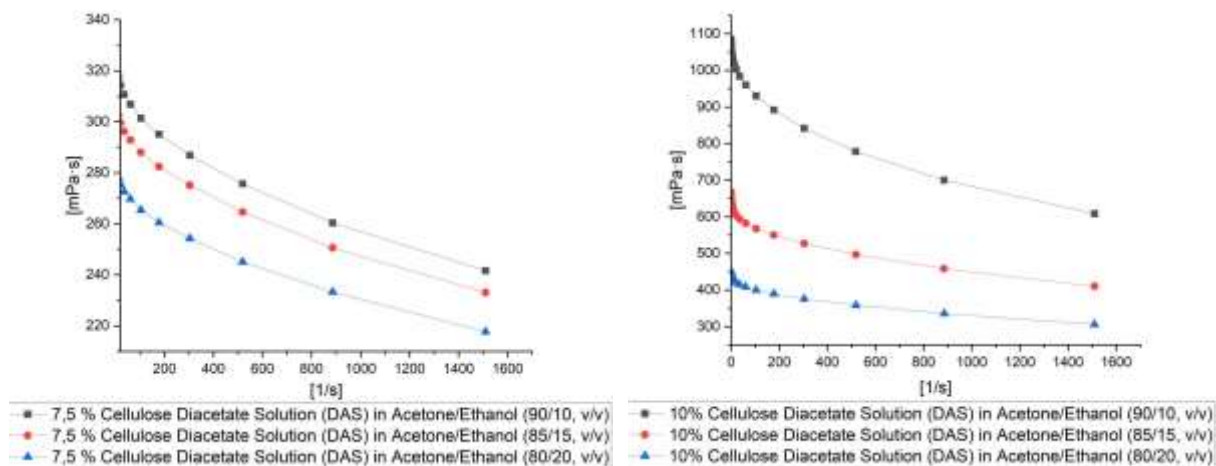 340
320
300
280
260
240
220
[mPa·s]
200 400 600 800 1000 1200 1400 1600
[1/s]
7,5 % Cellulose Diacetate Solution (DAS) in Acetone/Ethanol (90/10, v/v)
7,5 % Cellulose Diacetate Solution (DAS) in Acetone/Ethanol (85/15, v/v)
7,5 % Cellulose Diacetate Solution (DAS) in Acetone/Ethanol (80/20, v/v)
1100
1000
900
800
700
600
500
400
300
[mPa·s]
0 200 400 600 800 1000 1200 1400 1600
[1/s]
10% Cellulose Diacetate Solution (DAS) in Acetone/Ethanol (90/10, v/v)
10% Cellulose Diacetate Solution (DAS) in Acetone/Ethanol (85/15, v/v)
10% Cellulose Diacetate Solution (DAS) in Acetone/Ethanol (80/20, v/v)